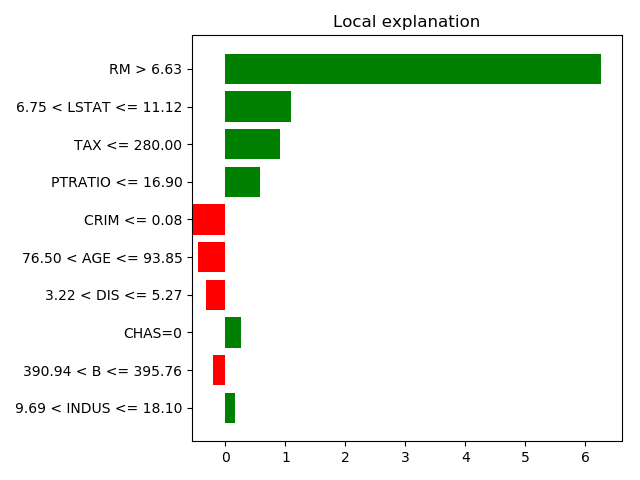 Local explanation
RM > 6.63
6.75 < LSTAT <= 11.12
TAX <= 280.00
PTRATIO <= 16.90
CRIM <= 0.08
76.50 < AGE <= 93.85
3.22 < DIS <= 5.27
CHAS=0
390.94 < B <= 395.76
9.69 < INDUS <= 18.10
0 1 2 3 4 5 6